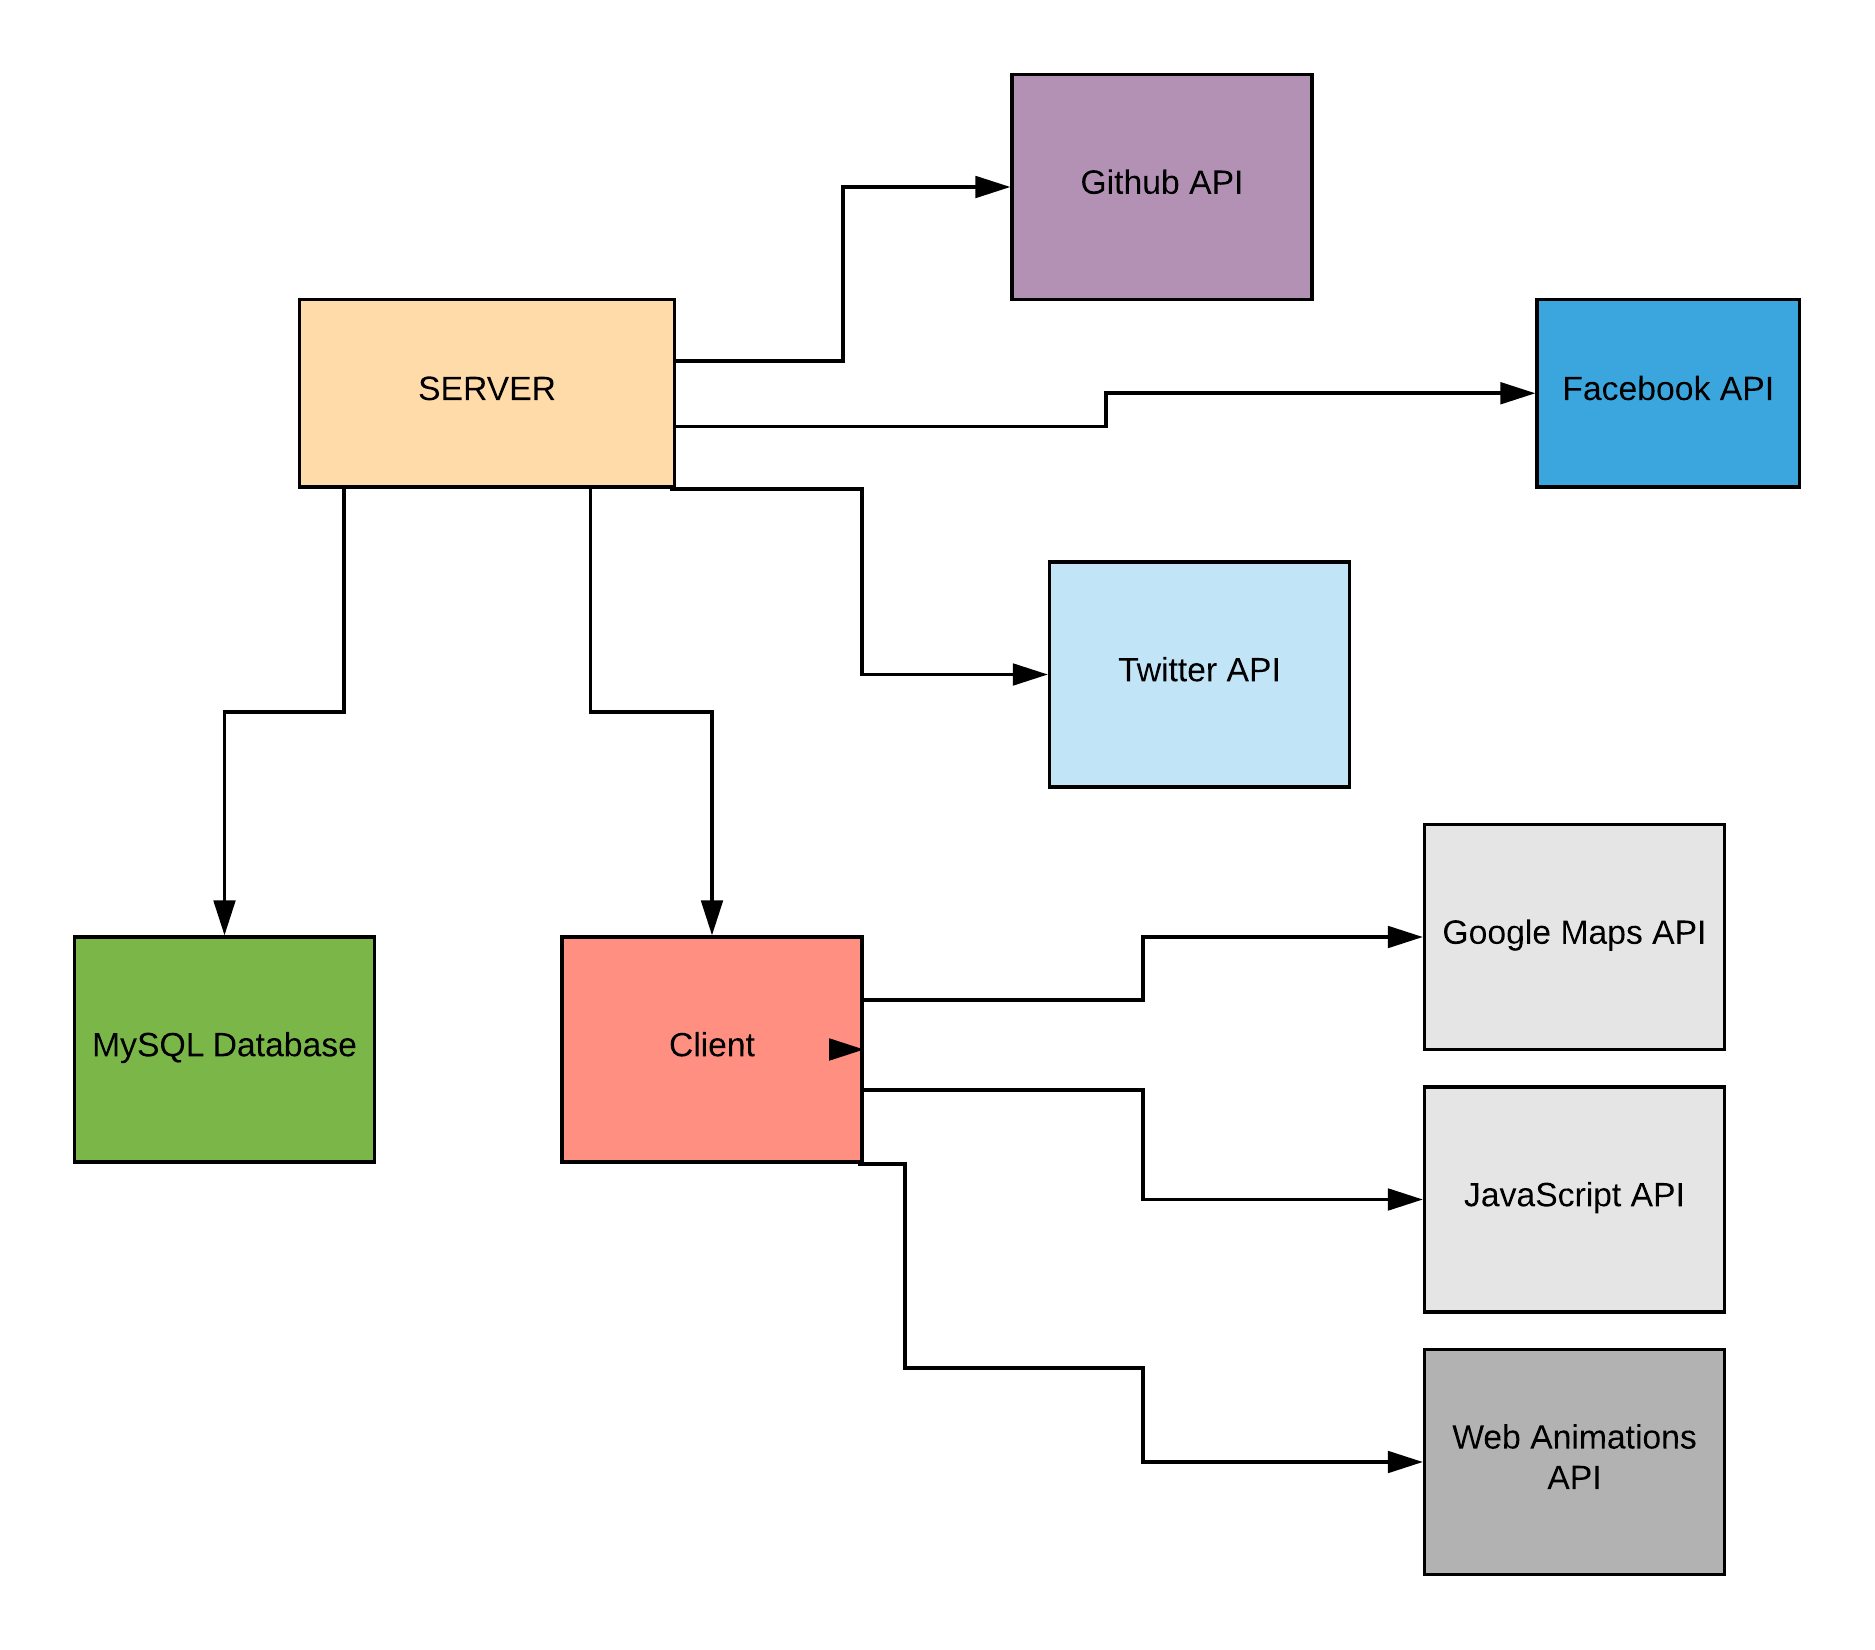 Github API
SERVER
Facebook API
Twitter API
Google Maps API
MySQL Database
Client
JavaScript API
Web Animations
API